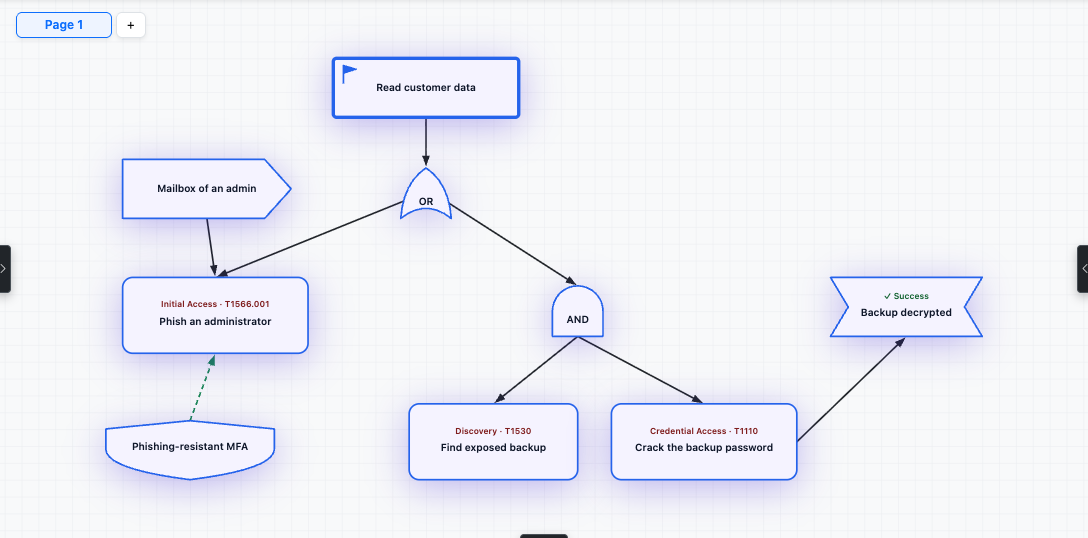 Page 1
+
Read customer data
Mailbox of an admin
OR
Initial Access · T1566.001
Phish an administrator
AND
✓ Success
Backup decrypted
Phishing-resistant MFA
Discovery · T1530
Find exposed backup
Credential Access · T1110
Crack the backup password